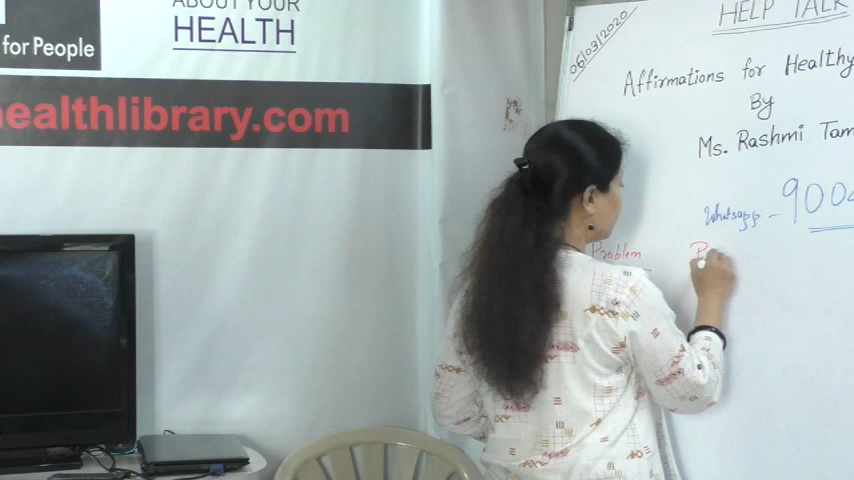 ABOUT YOUR
HEALTH
for People
healthlibrary.com
HELP TALK
06/03/2020
Affirmations for Healthy
By
Ms. Rashmi Tam
Whatsapp - 900
Problem
P